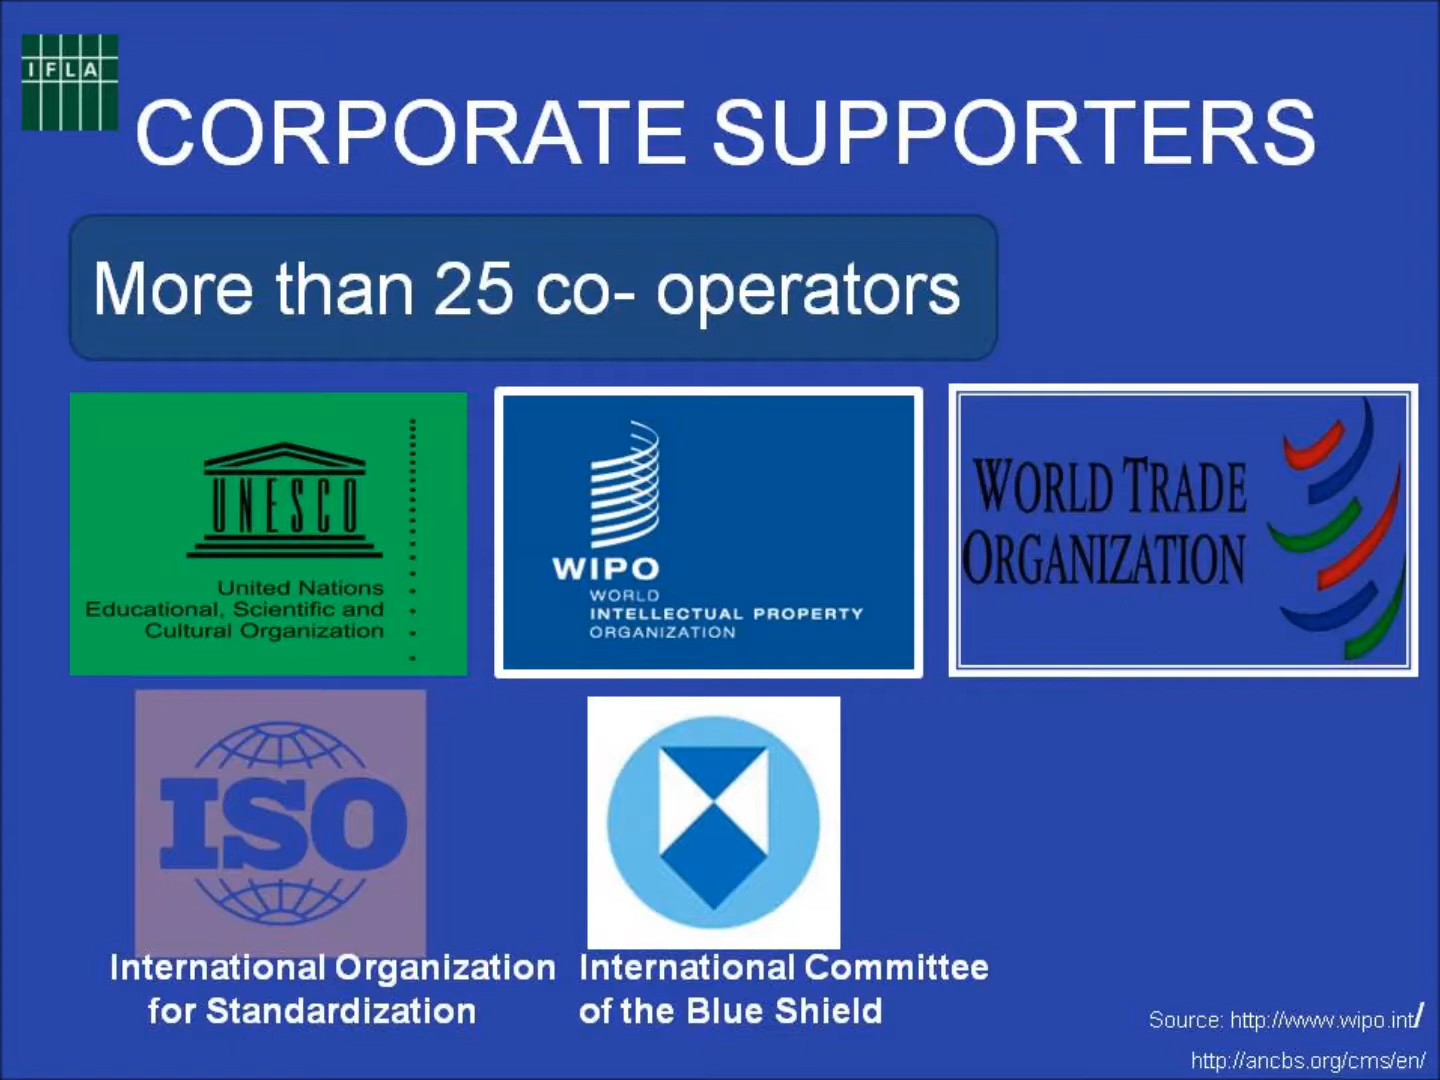 IFLA
CORPORATE SUPPORTERS
More than 25 co- operators
UNESCO
United Nations
Educational, Scientific and
Cultural Organization
WIPO
WORLD
INTELLECTUAL PROPERTY
ORGANIZATION
WORLD TRADE
ORGANIZATION
ISO
International Organization
for Standardization
International Committee
of the Blue Shield
Source: http://www.wipo.int/
http://ancbs.org/cms/en/